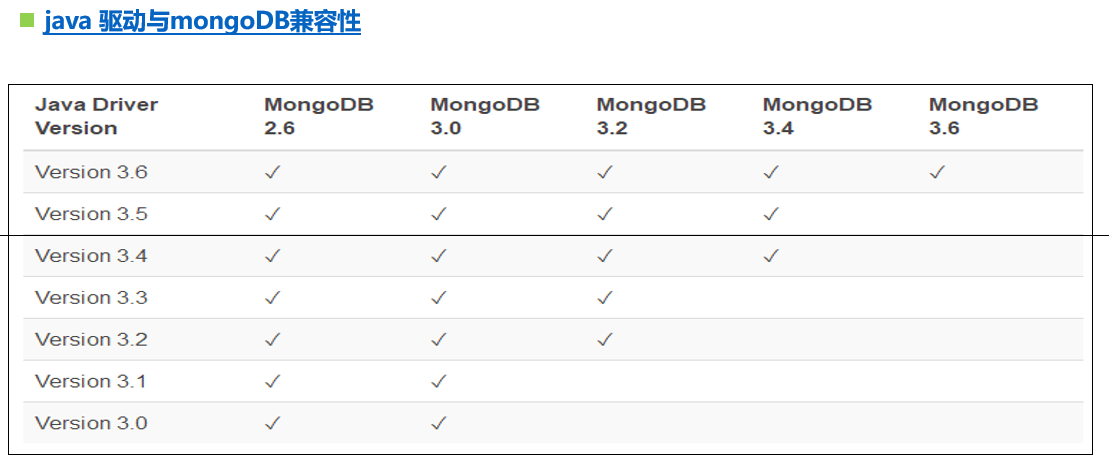 java 驱动与mongoDB兼容性
Java Driver Version MongoDB 2.6 MongoDB 3.0 MongoDB 3.2 MongoDB 3.4 MongoDB 3.6
Version 3.6 ✓ ✓ ✓ ✓ ✓
Version 3.5 ✓ ✓ ✓ ✓
Version 3.4 ✓ ✓ ✓ ✓
Version 3.3 ✓ ✓ ✓
Version 3.2 ✓ ✓ ✓
Version 3.1 ✓ ✓
Version 3.0 ✓ ✓